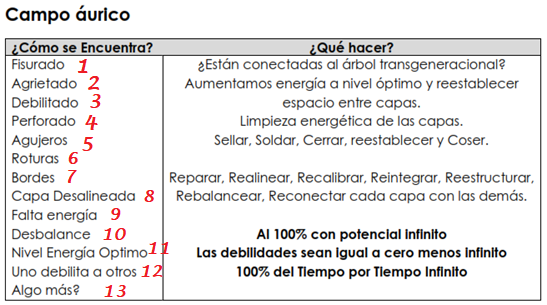 Campo áurico
¿Cómo se Encuentra? ¿Qué hacer?
Fisurado 1 ¿Están conectadas al árbol transgeneracional?
Agrietado 2 Aumentamos energía a nivel óptimo y reestablecer
Debilitado 3 espacio entre capas.
Perforado 4 Limpieza energética de las capas.
Agujeros 5 Sellar, Soldar, Cerrar, reestablecer y Coser.
Roturas 6
Bordes 7 Reparar, Realinear, Recalibrar, Reintegrar, Reestructurar,
Capa Desalineada 8 Rebalancear, Reconectar cada capa con las demás.
Falta energía 9
Desbalance 10 Al 100% con potencial infinito
Nivel Energía Optimo 11 Las debilidades sean igual a cero menos infinito
Uno debilita a otros 12 100% del Tiempo por Tiempo Infinito
Algo más? 13